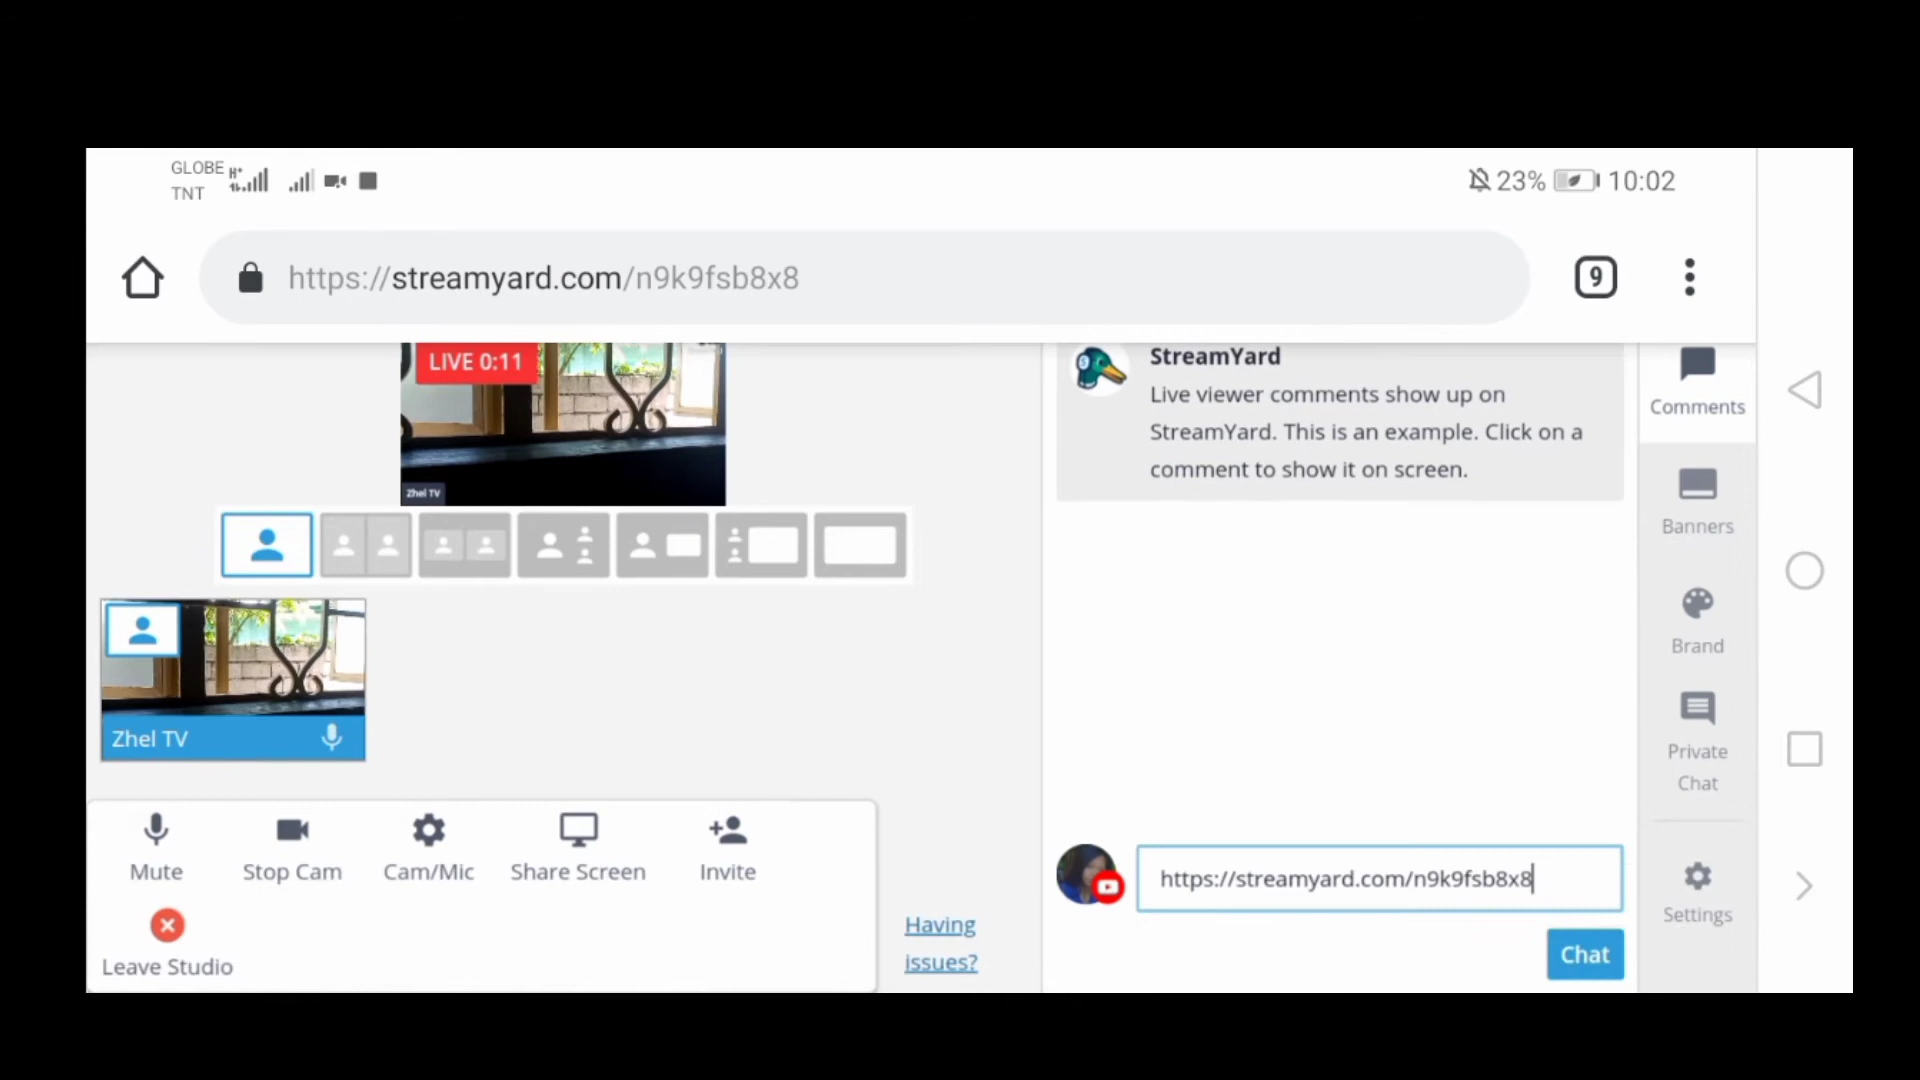 GLOBE
TNT
H+
23%
10:02
https://streamyard.com/n9k9fsb8x8
9
LIVE 0:11
Zhel TV
StreamYard
Live viewer comments show up on
StreamYard. This is an example. Click on a
comment to show it on screen.
Comments
Banners
Brand
Private
Chat
Settings
Zhel TV
Mute
Stop Cam
Cam/Mic
Share Screen
Invite
Leave Studio
Having
issues?
https://streamyard.com/n9k9fsb8x8
Chat